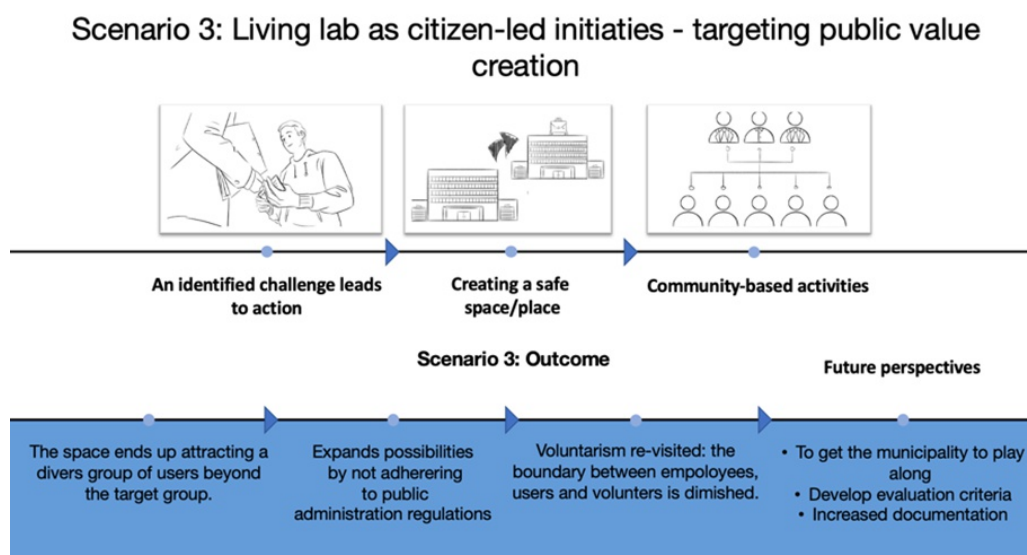 Scenario 3: Living lab as citizen-led initiaties - targeting public value
creation
An identified challenge leads
to action
Creating a safe
space/place
Community-based activities
Scenario 3: Outcome
Future perspectives
The space ends up attracting a
divers group of users beyond
the target group.
Expands possibilities
by not adherering
to public
administration regulations
Voluntarism re-visited: the
boundary between empoloyees,
users and volunters is dimished.
• To get the municipality to play
along
• Develop evaluation criteria
• Increased documentation